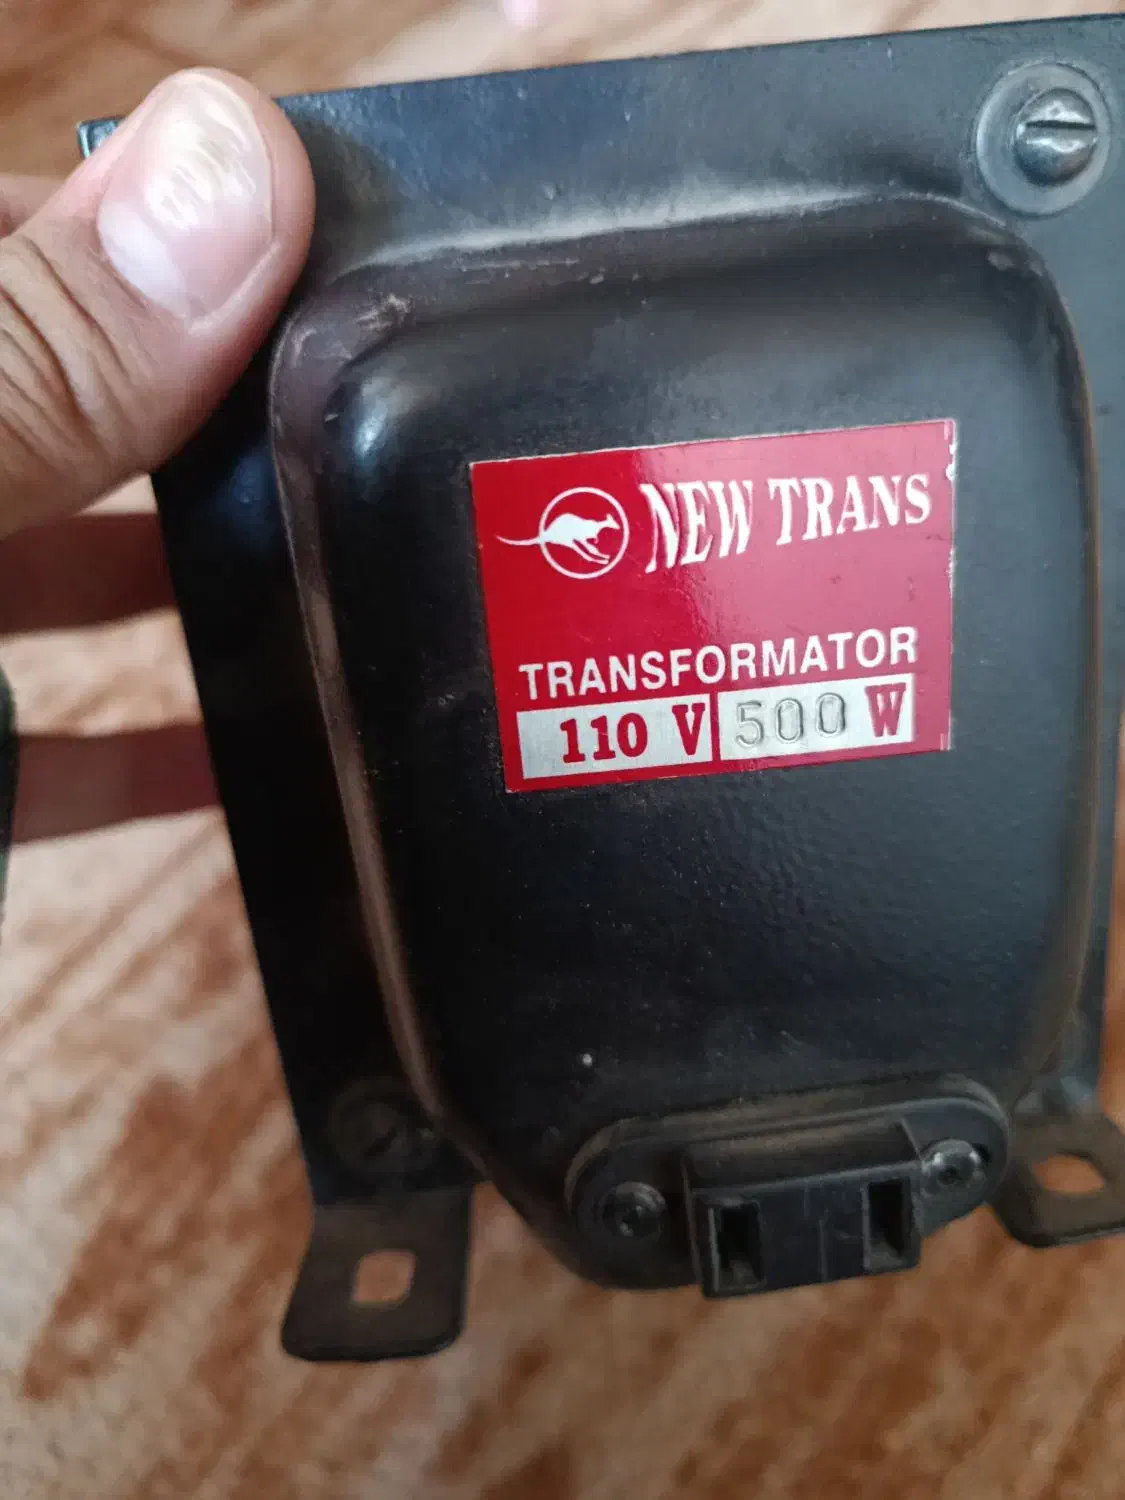 NEW TRANS
TRANSFORMATOR
110 V 500 W